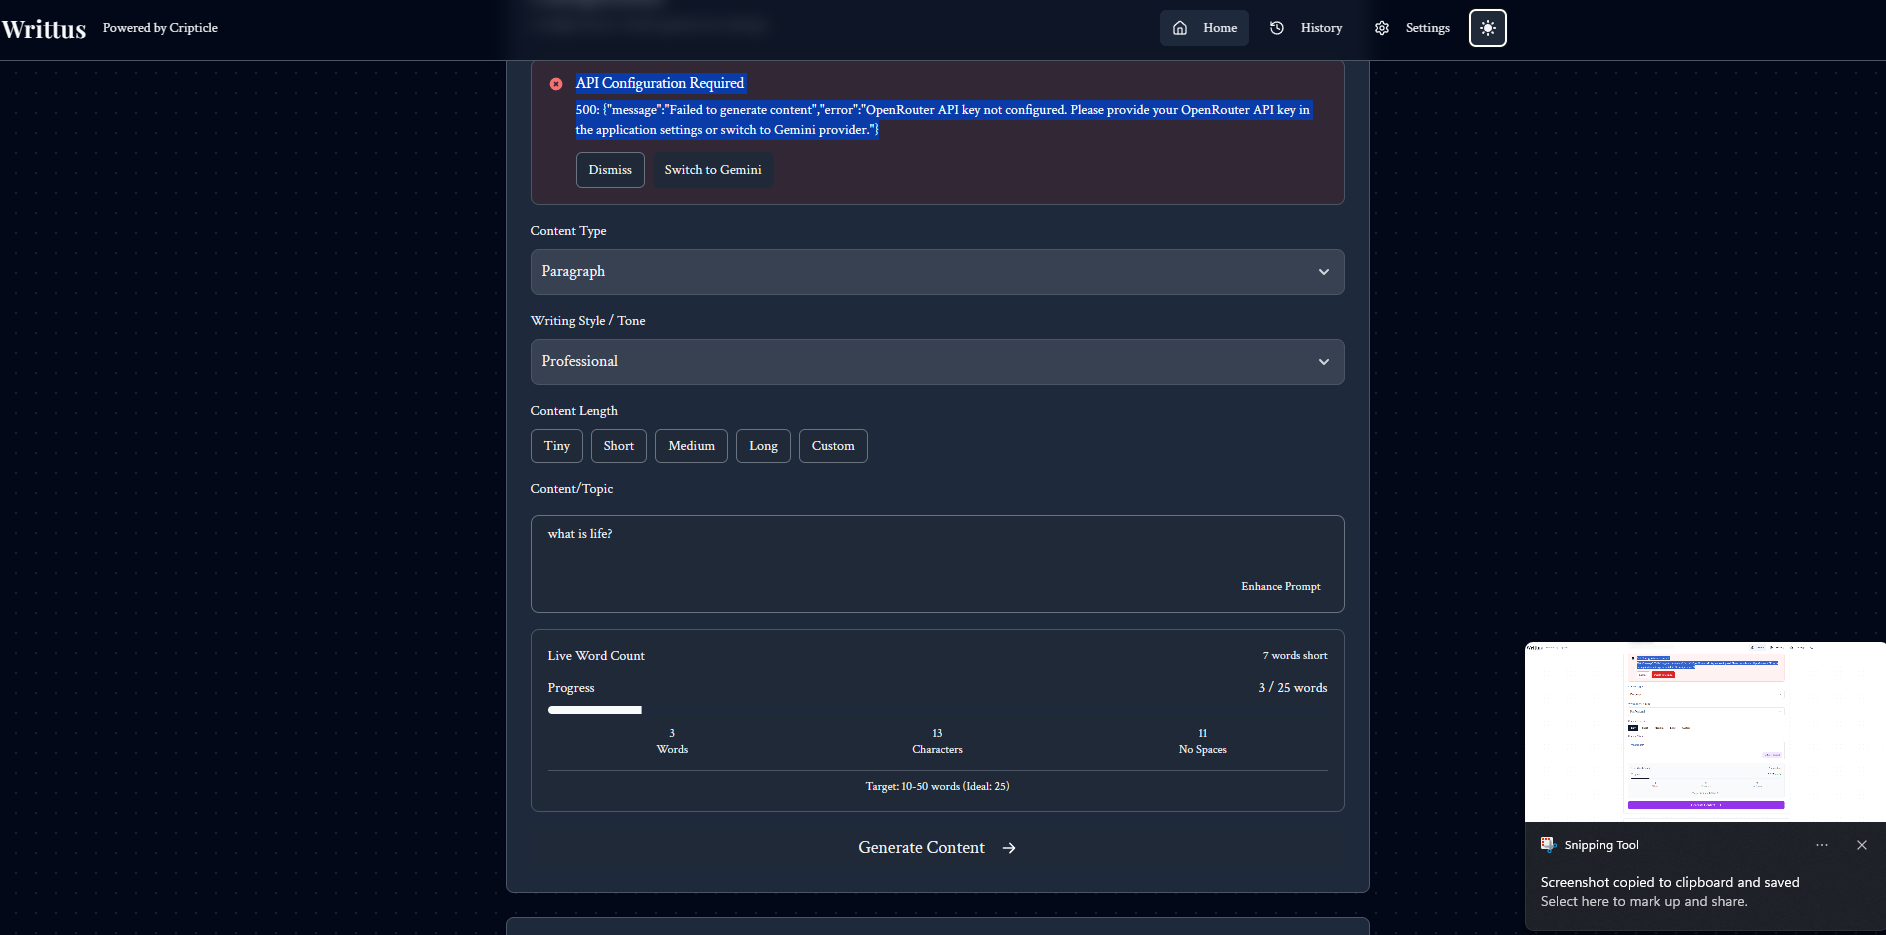 Writtus
Powered by Cripticle
Home
History
Settings
API Configuration Required
500: {"message":"Failed to generate content","error":"OpenRouter API key not configured. Please provide your OpenRouter API key in
the application settings or switch to Gemini provider."}
Dismiss
Switch to Gemini
Content Type
Paragraph
Writing Style / Tone
Professional
Content Length
Tiny
Short
Medium
Long
Custom
Content/Topic
what is life?
Enhance Prompt
Live Word Count
7 words short
Progress
3 / 25 words
3
Words
13
Characters
11
No Spaces
Target: 10-50 words (Ideal: 25)
Generate Content
Snipping Tool
Screenshot copied to clipboard and saved
Select here to mark up and share.